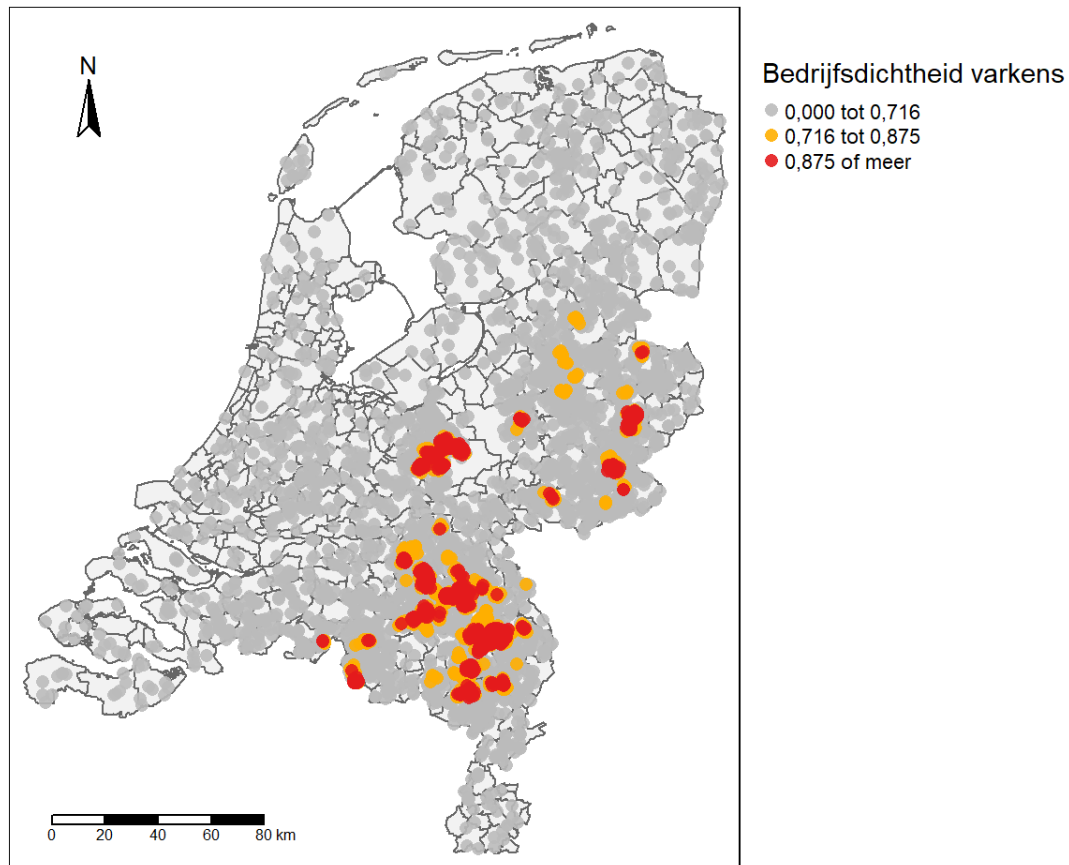 N
Bedrijfsdichtheid varkens
0,000 tot 0,716
0,716 tot 0,875
0,875 of meer
0 20 40 60 80 km